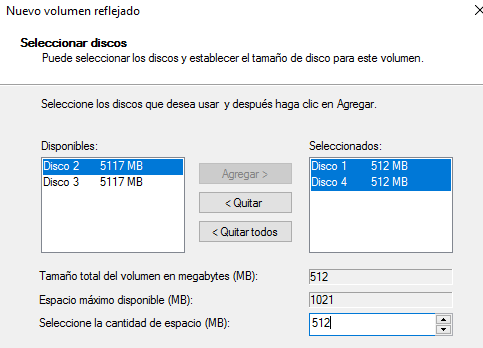 Nuevo volumen reflejado
Seleccionar discos
Puede seleccionar los discos y establecer el tamaño de disco para este volumen.
Seleccione los discos que desea usar y después haga clic en Agregar.
Disponibles:
Disco 2 5117 MB
Disco 3 5117 MB
Agregar >
< Quitar
< Quitar todos
Seleccionados:
Disco 1 512 MB
Disco 4 512 MB
Tamaño total del volumen en megabytes (MB): 512
Espacio máximo disponible (MB): 1021
Seleccione la cantidad de espacio (MB): 512